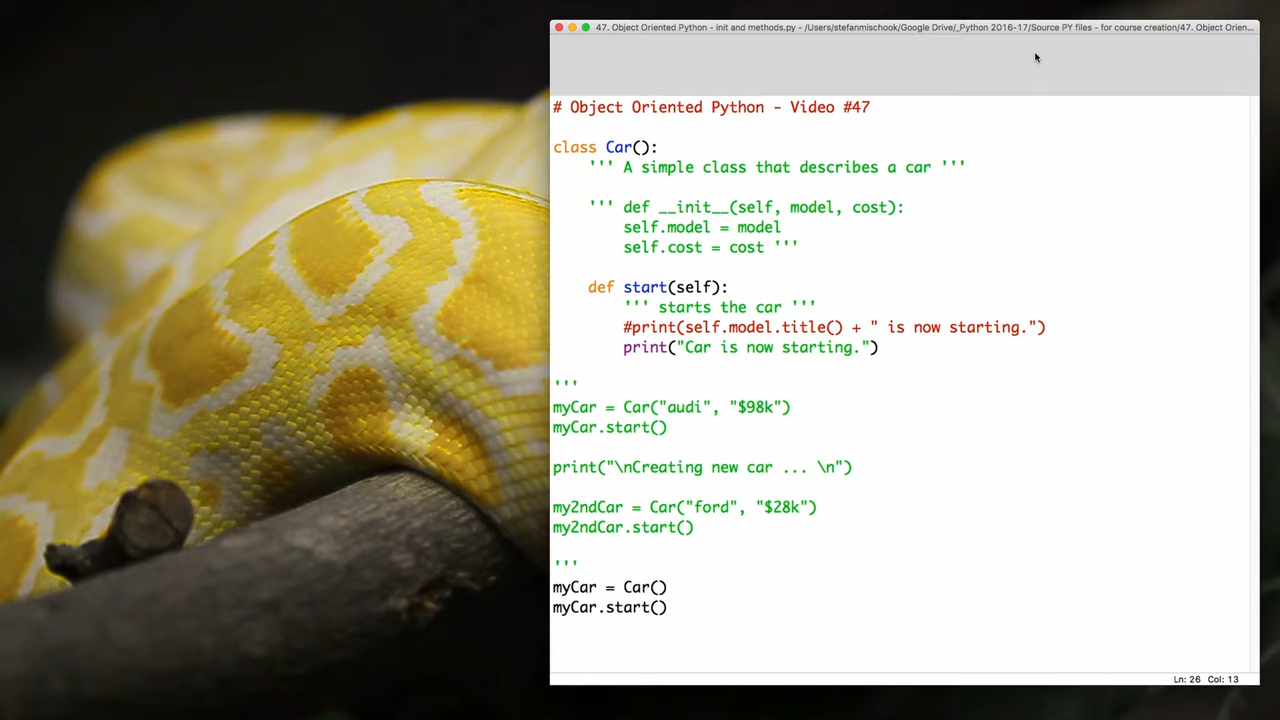 47. Object Oriented Python - init and methods.py - /Users/stefanmischook/Google Drive/_Python 2016-17/Source PY files - for course creation/47. Object Orien...
# Object Oriented Python - Video #47
class Car():
    ''' A simple class that describes a car '''
    ''' def __init__(self, model, cost):
        self.model = model
        self.cost = cost '''
    def start(self):
        ''' starts the car '''
        #print(self.model.title() + " is now starting.")
        print("Car is now starting.")
'''
myCar = Car("audi", "$98k")
myCar.start()
print("\nCreating new car ... \n")
my2ndCar = Car("ford", "$28k")
my2ndCar.start()
'''
myCar = Car()
myCar.start()
Ln: 26 Col: 13